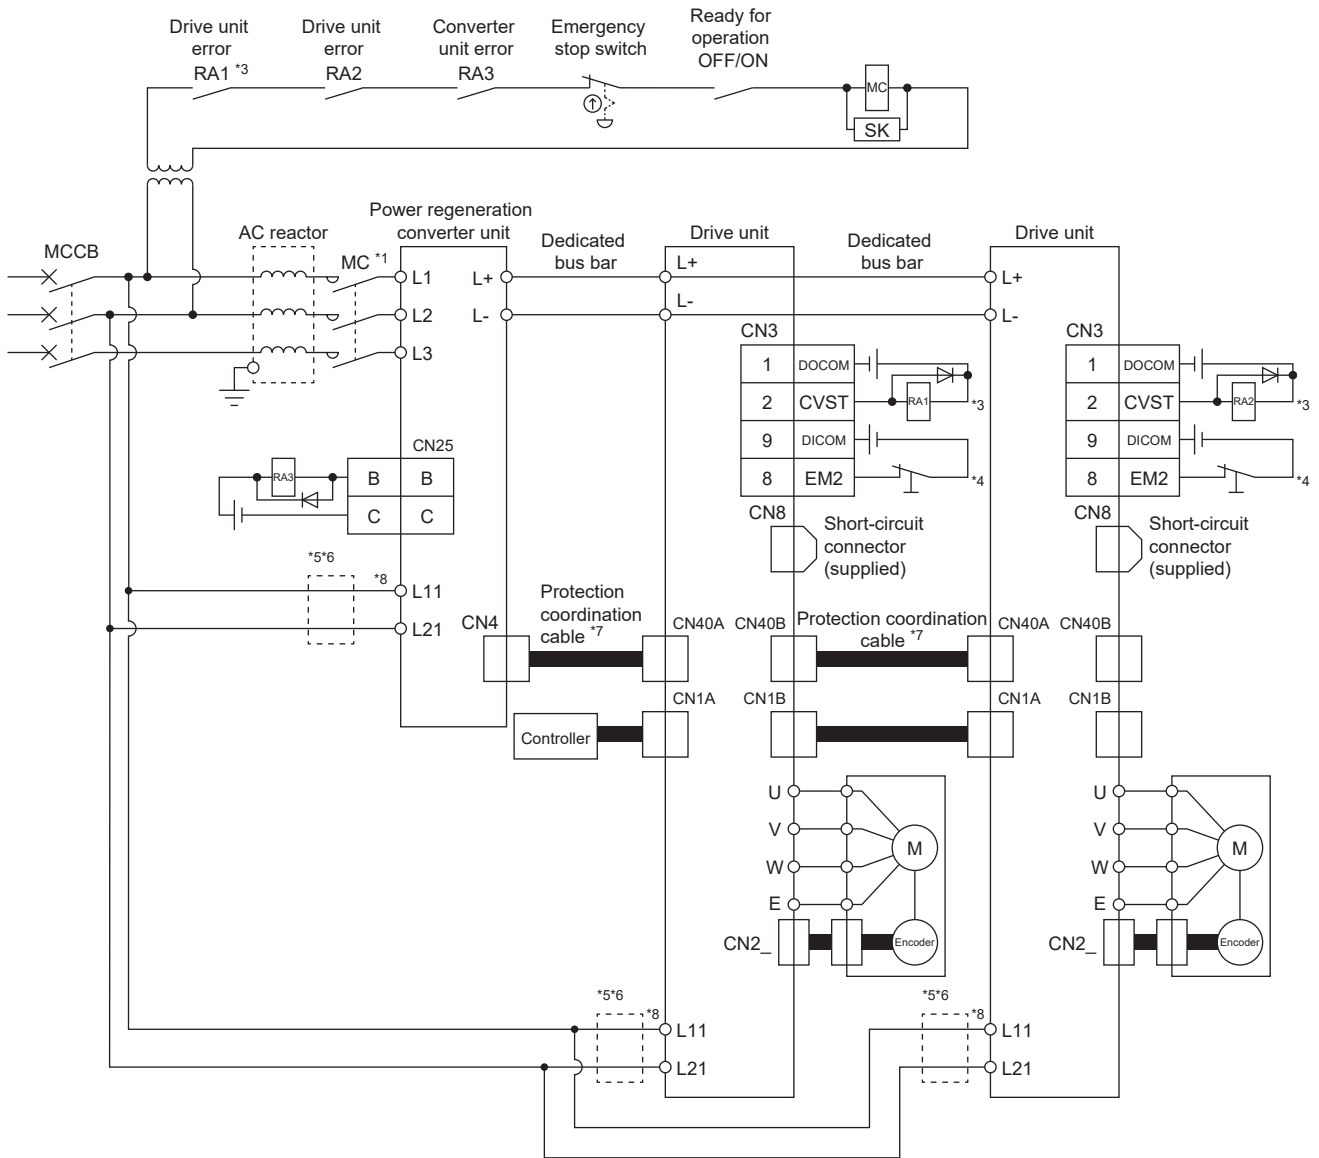 Drive unit
error
RA1 *3
Drive unit
error
RA2
Converter
unit error
RA3
Emergency
stop switch
Ready for
operation
OFF/ON
MC
SK
MCCB
AC reactor
MC *1
Power regeneration
converter unit
L1
L2
L3
L+
L-
Dedicated
bus bar
Drive unit
L+
L-
Dedicated
bus bar
Drive unit
L+
L-
CN3
1 DOCOM
2 CVST
9 DICOM
8 EM2
RA1
*3
*4
CN3
1 DOCOM
2 CVST
9 DICOM
8 EM2
RA2
*3
*4
CN25
RA3
B B
C C
CN8
Short-circuit
connector
(supplied)
CN8
Short-circuit
connector
(supplied)
*5*6
*8
L11
L21
CN4
Protection
coordination
cable *7
CN40A
CN40B
Protection coordination
cable *7
CN40A
CN40B
Controller
CN1A
CN1B
CN1A
CN1B
U
V
W
E
M
CN2_
Encoder
U
V
W
E
M
CN2_
Encoder
*5*6
*8
L11
L21
*5*6
*8
L11
L21